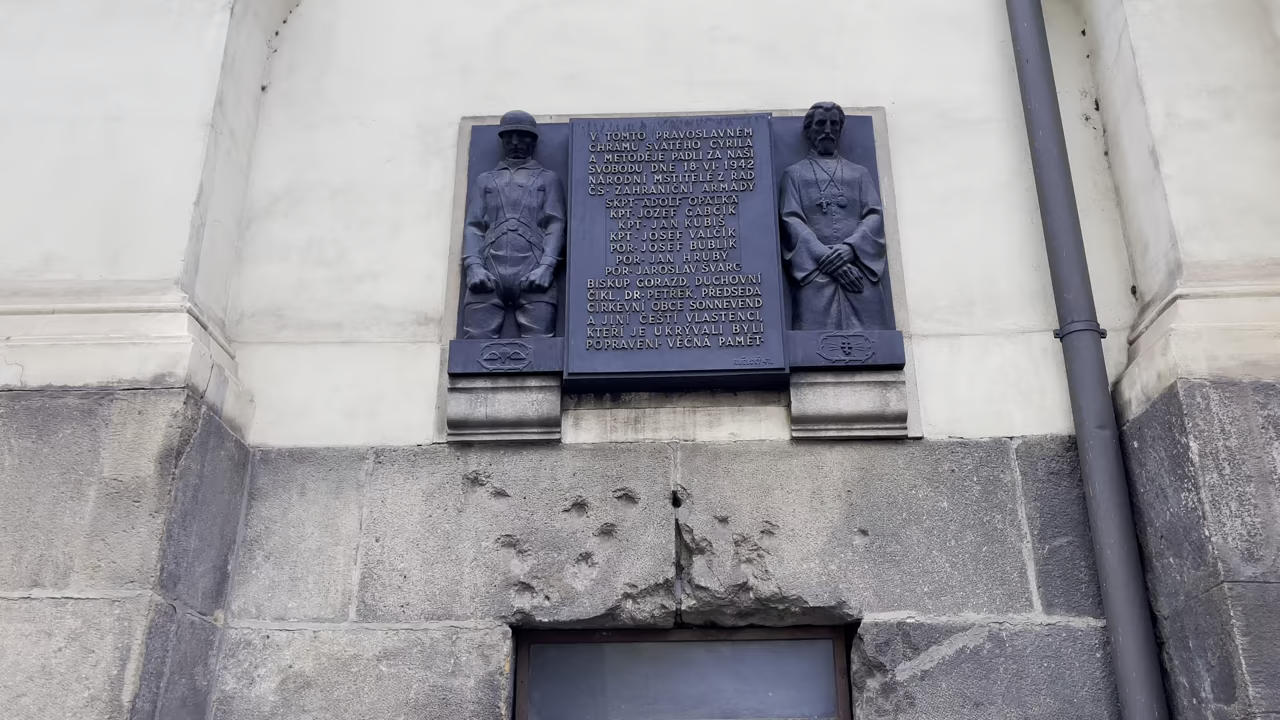 V TOMTO PRAVOSLAVNÉM
CHRÁMU SVATÉHO CYRILA
A METODĚJE PADLI ZA NAŠI
SVOBODU DNE 18·VI·1942
NÁRODNÍ MSTITELÉ Z ŘAD
ČS·ZAHRANIČNÍ ARMÁDY
ŠKPT·ADOLF OPÁLKA
KPT·JOZEF GABČÍK
KPT·JAN KUBIŠ
KPT·JOSEF VALČÍK
POR·JOSEF BUBLÍK
POR·JAN HRUBÝ
POR·JAROSLAV ŠVARC
BISKUP GORAZD, DUCHOVNÍ
ČIKL, DR·PETŘEK, PŘEDSEDA
CÍRKEVNÍ OBCE SONNEVEND
A JINÍ ČEŠTÍ VLASTENCI,
KTEŘÍ JE UKRÝVALI BYLI
POPRAVENI·VĚČNÁ PAMĚŤ·